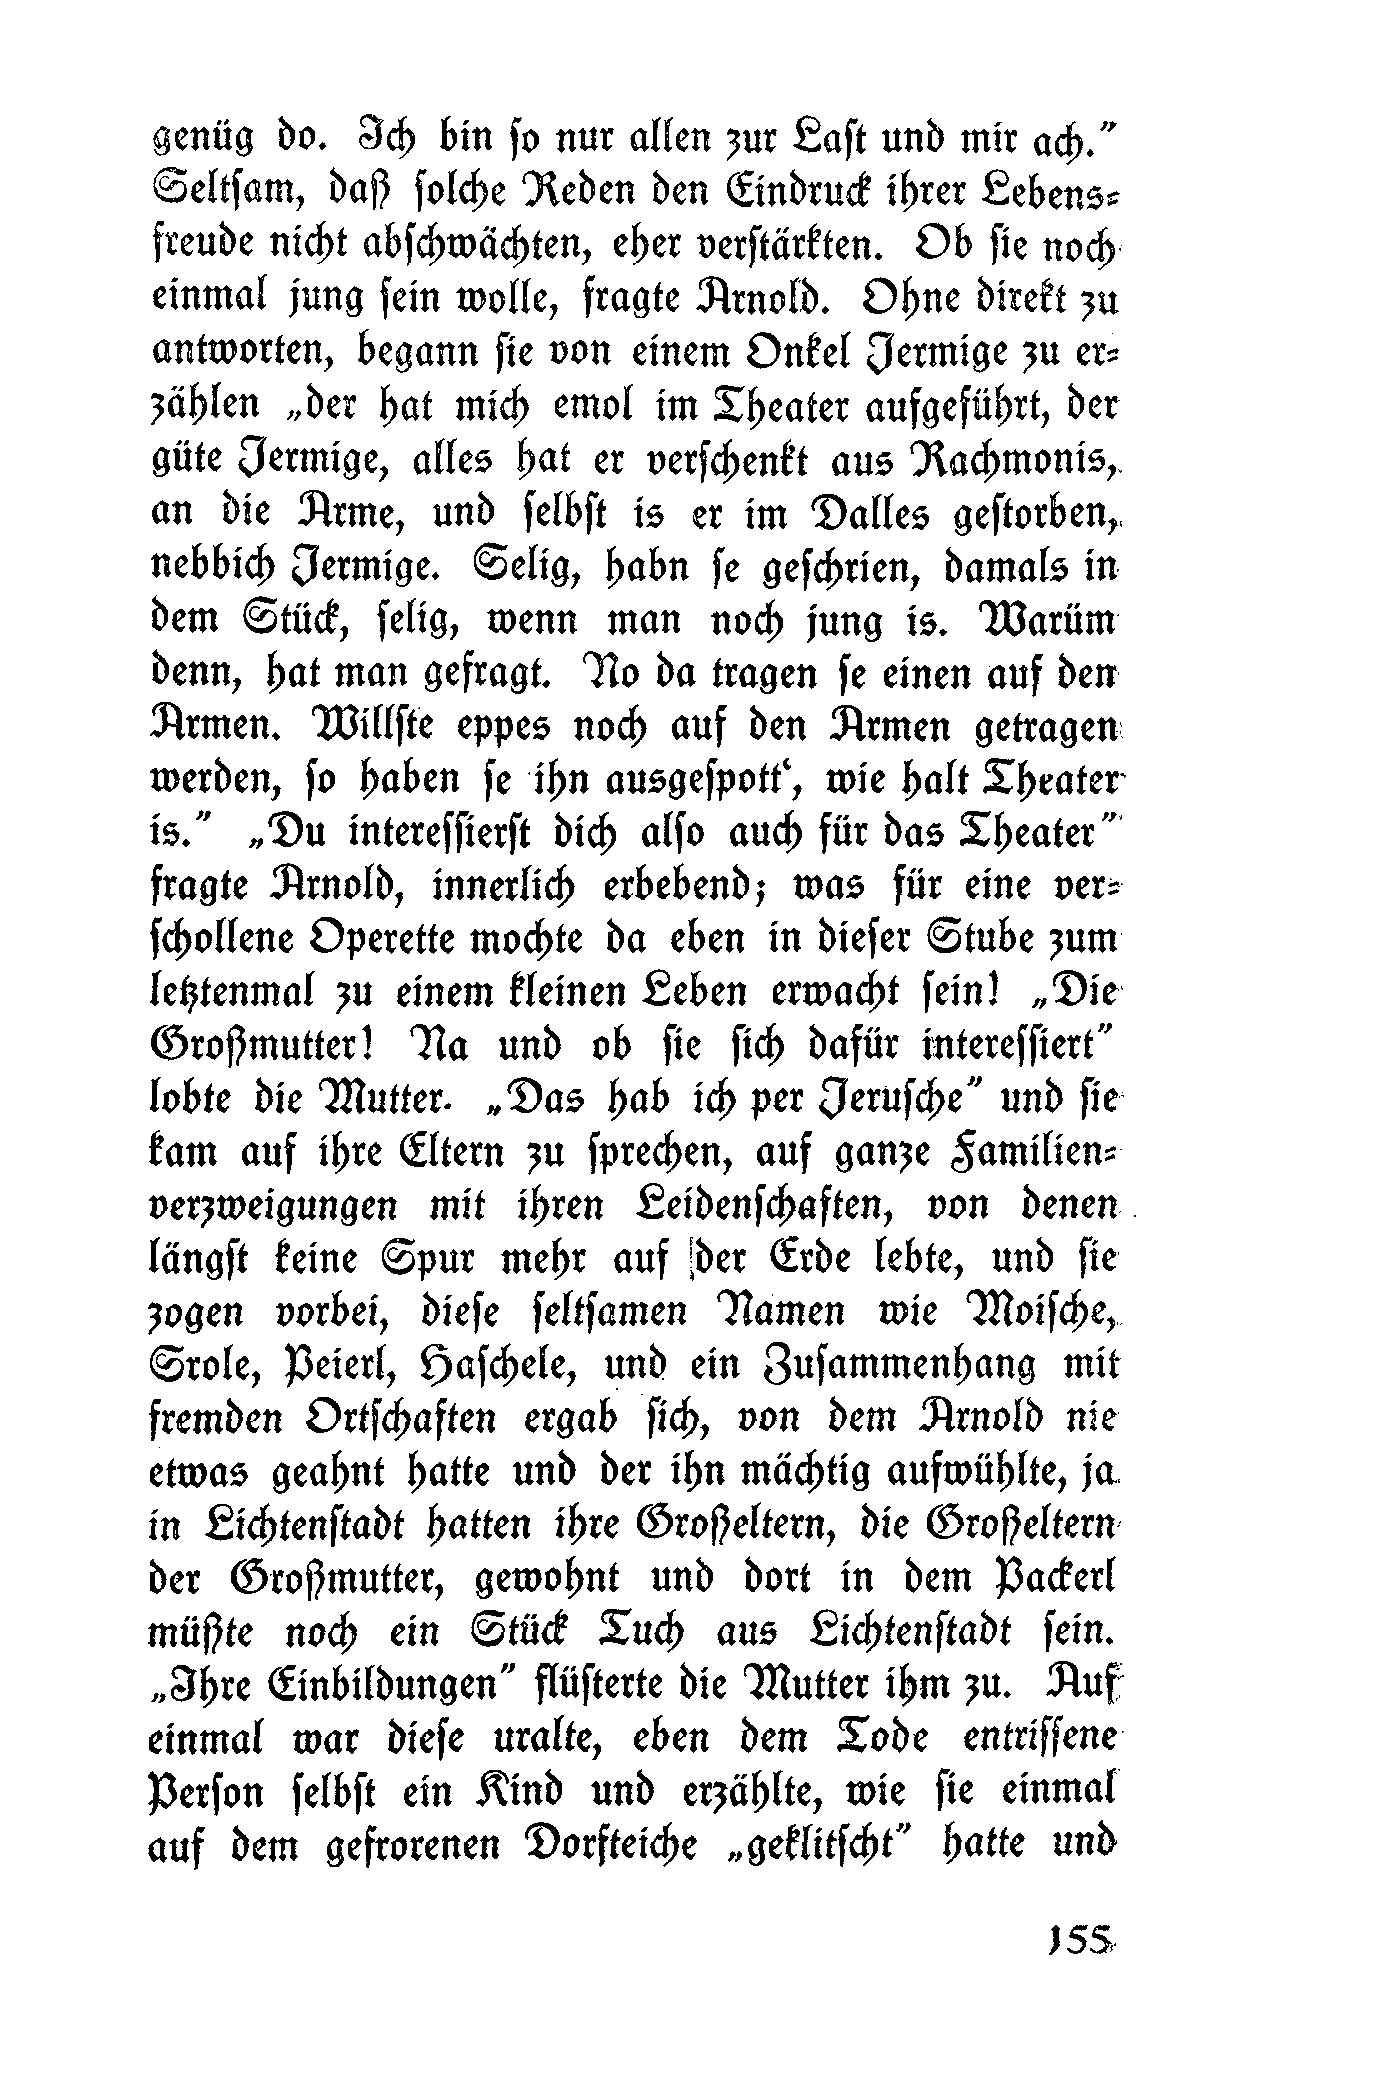 genüg do. Ich bin so nur allen zur Last und mir ach.”
Seltsam, daß solche Reden den Eindruck ihrer Lebens-
freude nicht abschwächten, eher verstärkten. Ob sie noch
einmal jung sein wolle, fragte Arnold. Ohne direkt zu
antworten, begann sie von einem Onkel Jermige zu er-
zählen „der hat mich emol im Theater aufgeführt, der
güte Jermige, alles hat er verschenkt aus Rachmonis,
an die Arme, und selbst is er im Dalles gestorben,
nebbich Jermige. Selig, habn se geschrien, damals in
dem Stück, selig, wenn man noch jung is. Warüm
denn, hat man gefragt. No da tragen se einen auf den
Armen. Willste eppes noch auf den Armen getragen
werden, so haben se ihn ausgespott‘, wie halt Theater
is.” „Du interessierst dich also auch für das Theater”
fragte Arnold, innerlich erbebend; was für eine ver-
schollene Operette mochte da eben in dieser Stube zum
letztenmal zu einem kleinen Leben erwacht sein! „Die
Großmutter! Na und ob sie sich dafür interessiert”
lobte die Mutter. „Das hab ich per Jerusche” und sie
kam auf ihre Eltern zu sprechen, auf ganze Familien-
verzweigungen mit ihren Leidenschaften, von denen
längst keine Spur mehr auf der Erde lebte, und sie
zogen vorbei, diese seltsamen Namen wie Moische,
Srole, Peierl, Haschele, und ein Zusammenhang mit
fremden Ortschaften ergab sich, von dem Arnold nie
etwas geahnt hatte und der ihn mächtig aufwühlte, ja
in Lichtenstadt hatten ihre Großeltern, die Großeltern
der Großmutter, gewohnt und dort in dem Packerl
müßte noch ein Stück Tuch aus Lichtenstadt sein.
„Ihre Einbildungen” flüsterte die Mutter ihm zu. Auf
einmal war diese uralte, eben dem Tode entrissene
Person selbst ein Kind und erzählte, wie sie einmal
auf dem gefrorenen Dorfteiche „geklitscht” hatte und
155